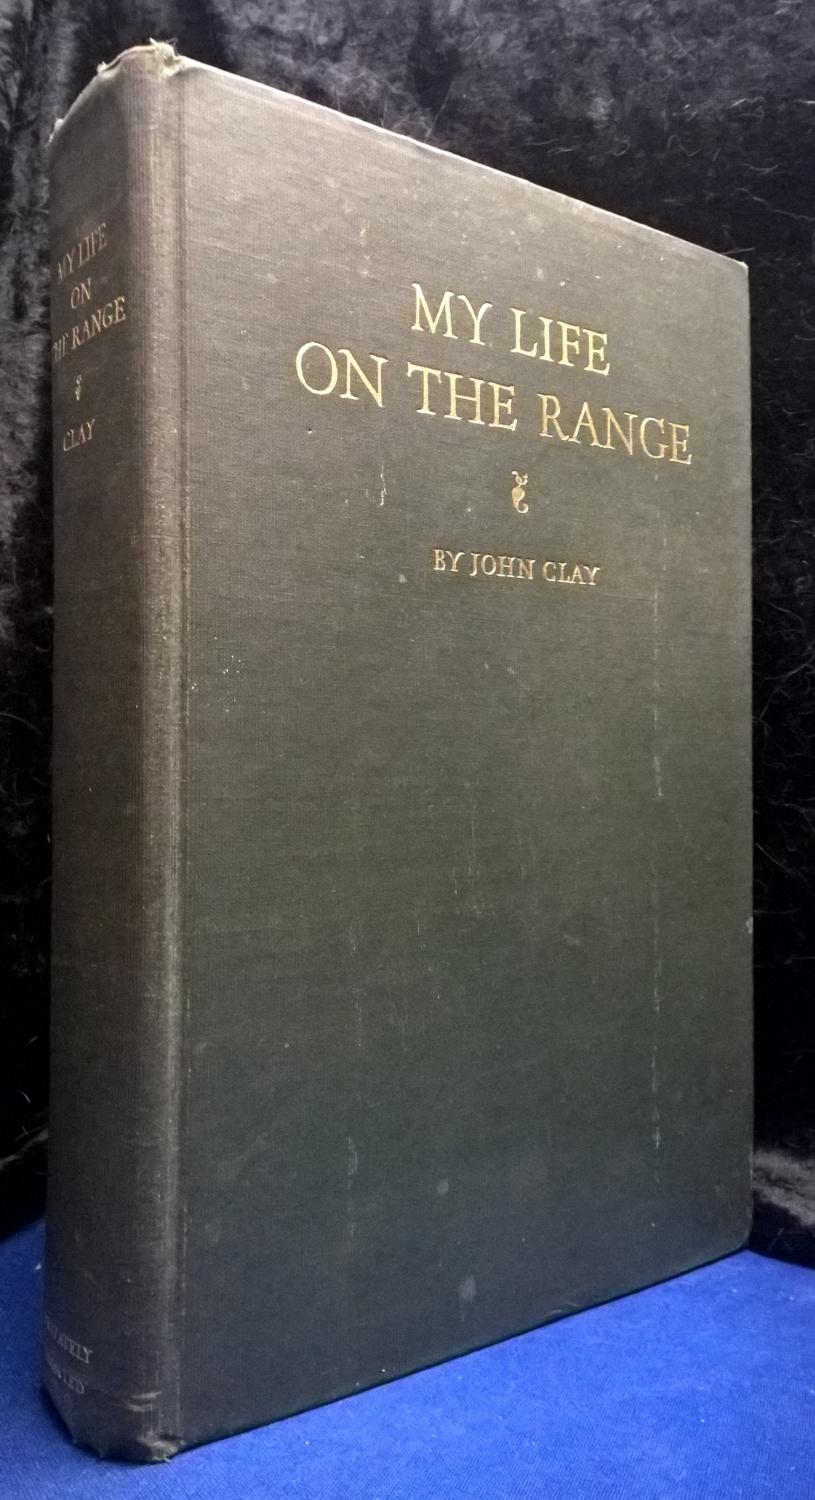 MY LIFE
ON
THE RANGE
CLAY
PRIVATELY
PRINTED
MY LIFE
ON THE RANGE
BY JOHN CLAY